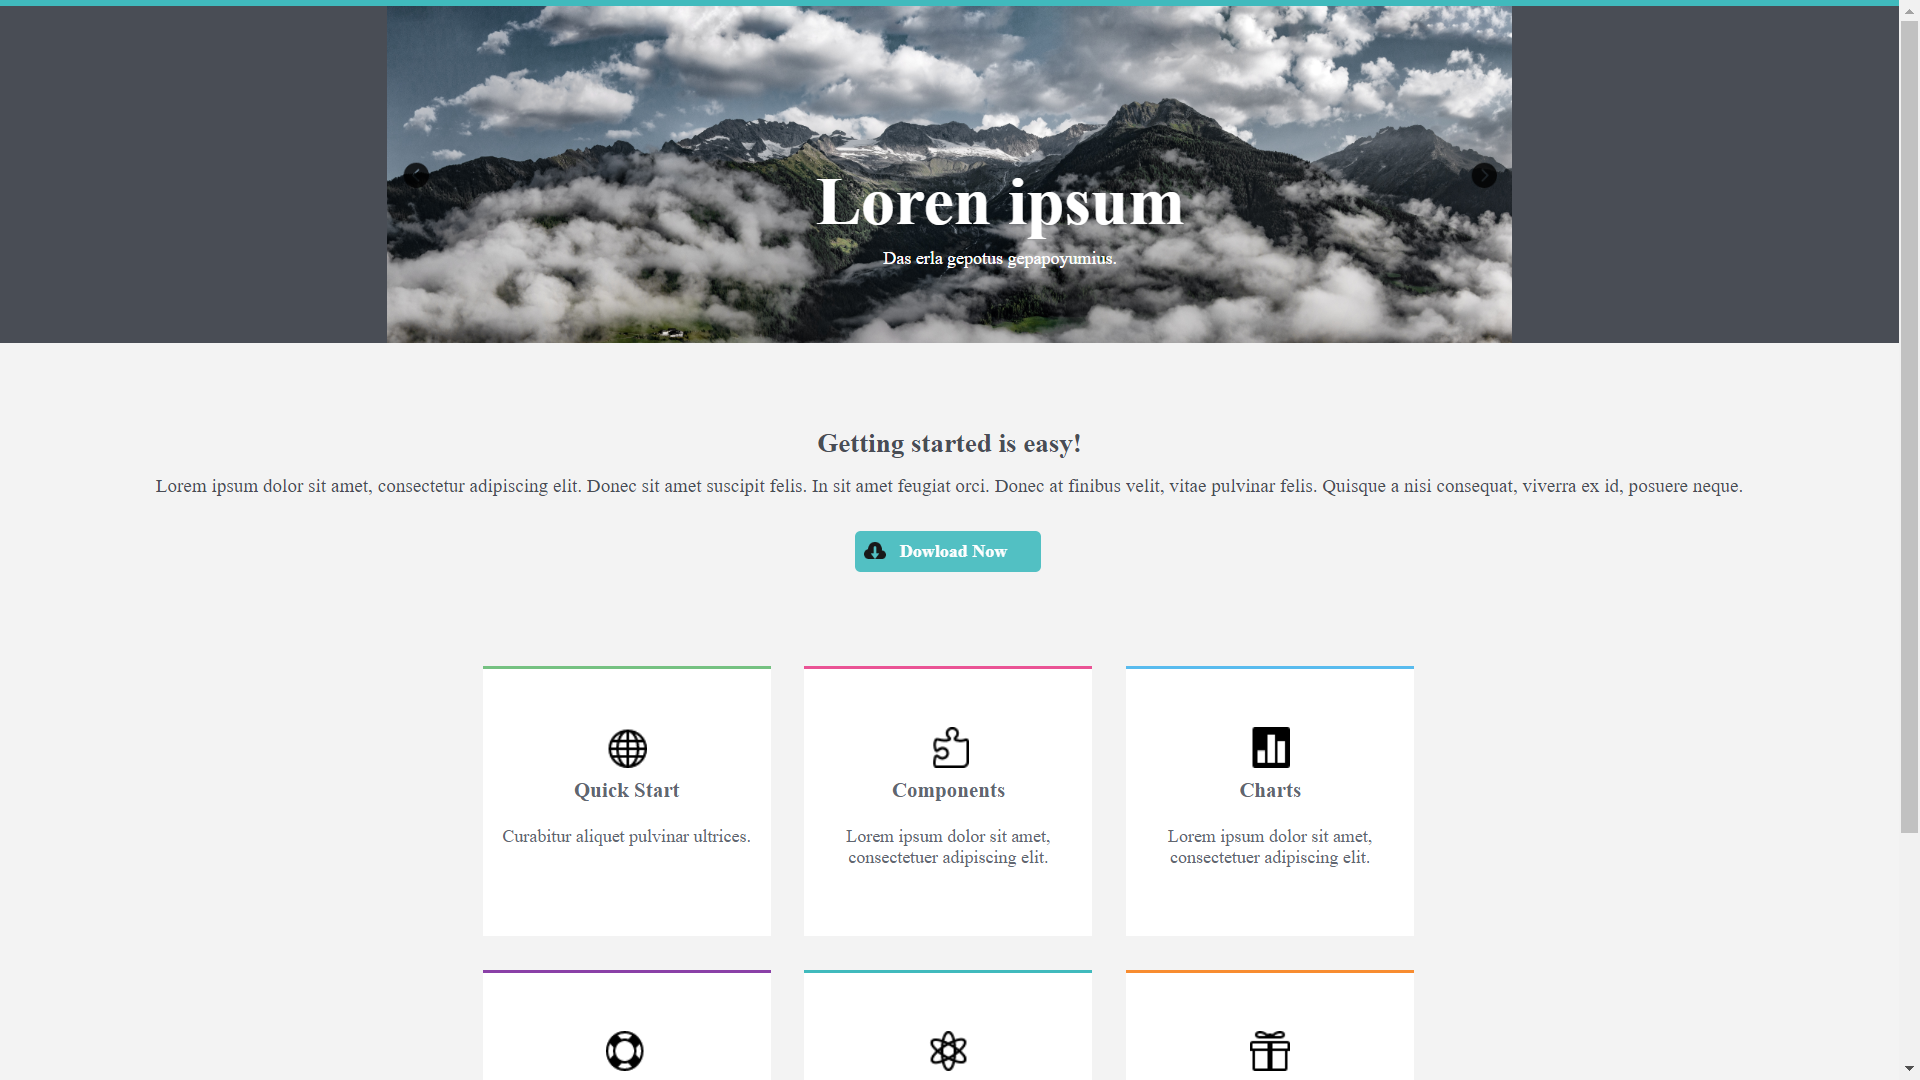 Loren ipsum
Das erla gepotus gepapoyumius.
Getting started is easy!
Lorem ipsum dolor sit amet, consectetur adipiscing elit. Donec sit amet suscipit felis. In sit amet feugiat orci. Donec at finibus velit, vitae pulvinar felis. Quisque a nisi consequat, viverra ex id, posuere neque.
Dowload Now
Quick Start
Curabitur aliquet pulvinar ultrices.
Components
Lorem ipsum dolor sit amet,
consectetuer adipiscing elit.
Charts
Lorem ipsum dolor sit amet,
consectetuer adipiscing elit.